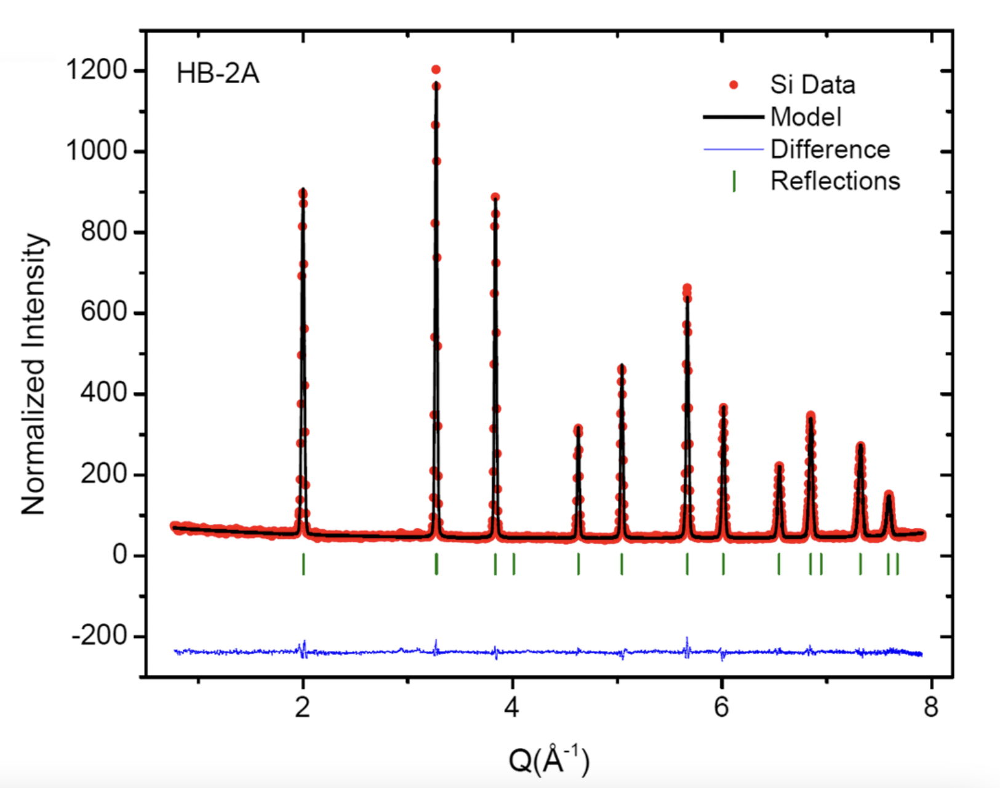 HB-2A
Si Data
Model
Difference
Reflections
Normalized Intensity
1200
1000
800
600
400
200
0
-200
2 4 6 8
Q(Å-1)